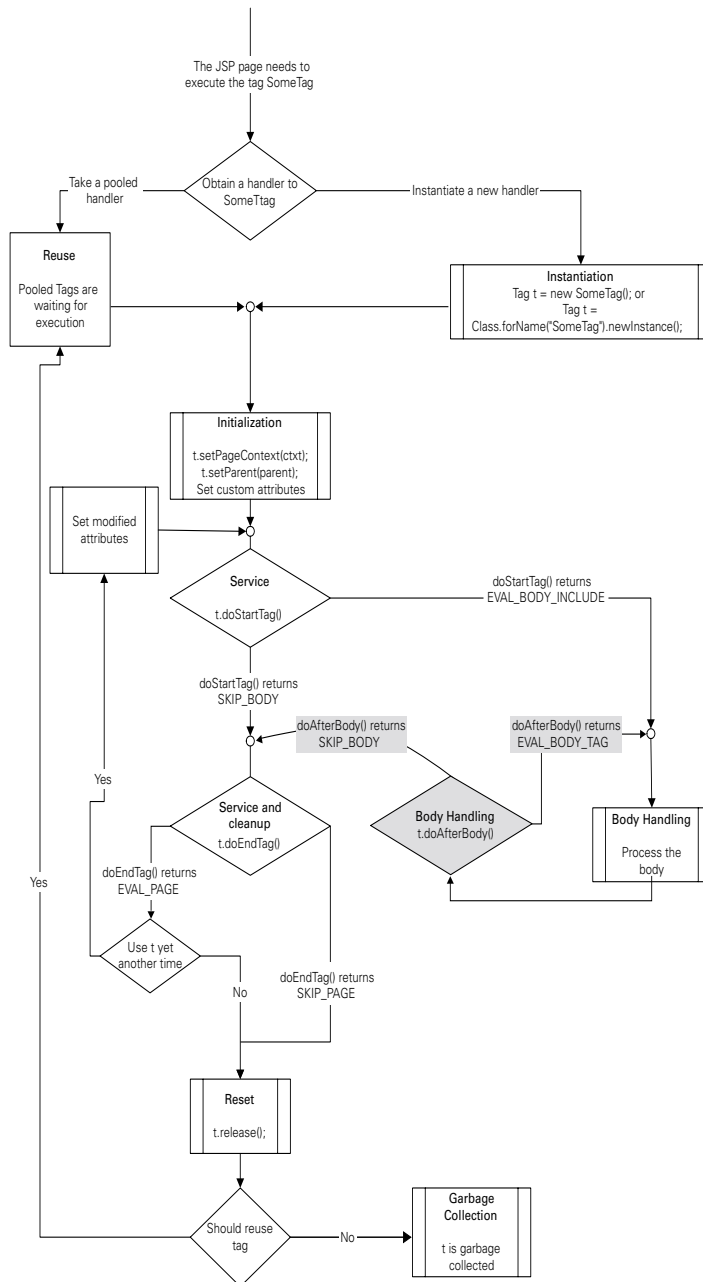 The JSP page needs to
execute the tag SomeTag
Take a pooled
handler
Obtain a handler to
SomeTtag
Instantiate a new handler
Reuse
Pooled Tags are
waiting for
execution
Instantiation
Tag t = new SomeTag(); or
Tag t =
Class.forName("SomeTag").newInstance();
Initialization
t.setPageContext(ctxt);
t.setParent(parent);
Set custom attributes
Set modified
attributes
Service
t.doStartTag()
doStartTag() returns
EVAL_BODY_INCLUDE
doStartTag() returns
SKIP_BODY
doAfterBody() returns
SKIP_BODY
doAfterBody() returns
EVAL_BODY_TAG
Yes
Service and
cleanup
t.doEndTag()
Body Handling
t.doAfterBody()
Body Handling
Process the
body
Yes
doEndTag() returns
EVAL_PAGE
Use t yet
another time
No
doEndTag() returns
SKIP_PAGE
Reset
t.release();
Should reuse
tag
No
Garbage
Collection
t is garbage
collected